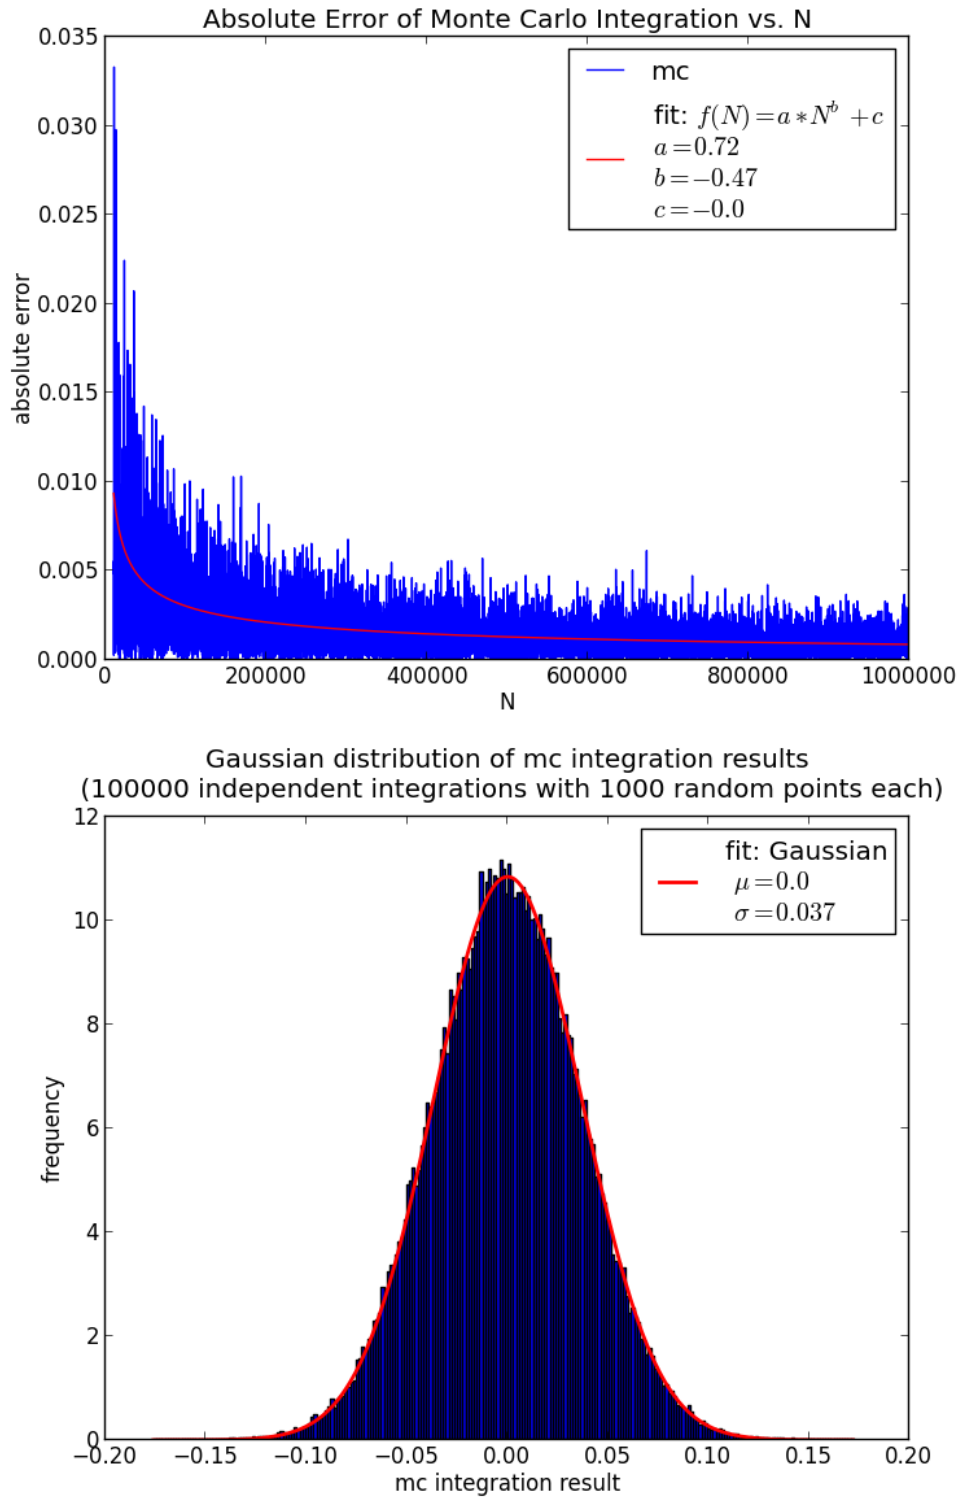 Absolute Error of Monte Carlo Integration vs. N
0.035
0.030
0.025
0.020
0.015
0.010
0.005
0.000
absolute error
mc
fit: f(N)=a∗N^b +c
a=0.72
b=−0.47
c=−0.0
0
200000
400000
600000
800000
1000000
N
Gaussian distribution of mc integration results
(100000 independent integrations with 1000 random points each)
12
10
8
6
4
2
0
frequency
fit: Gaussian
μ=0.0
σ=0.037
−0.20
−0.15
−0.10
−0.05
0.00
0.05
0.10
0.15
0.20
mc integration result